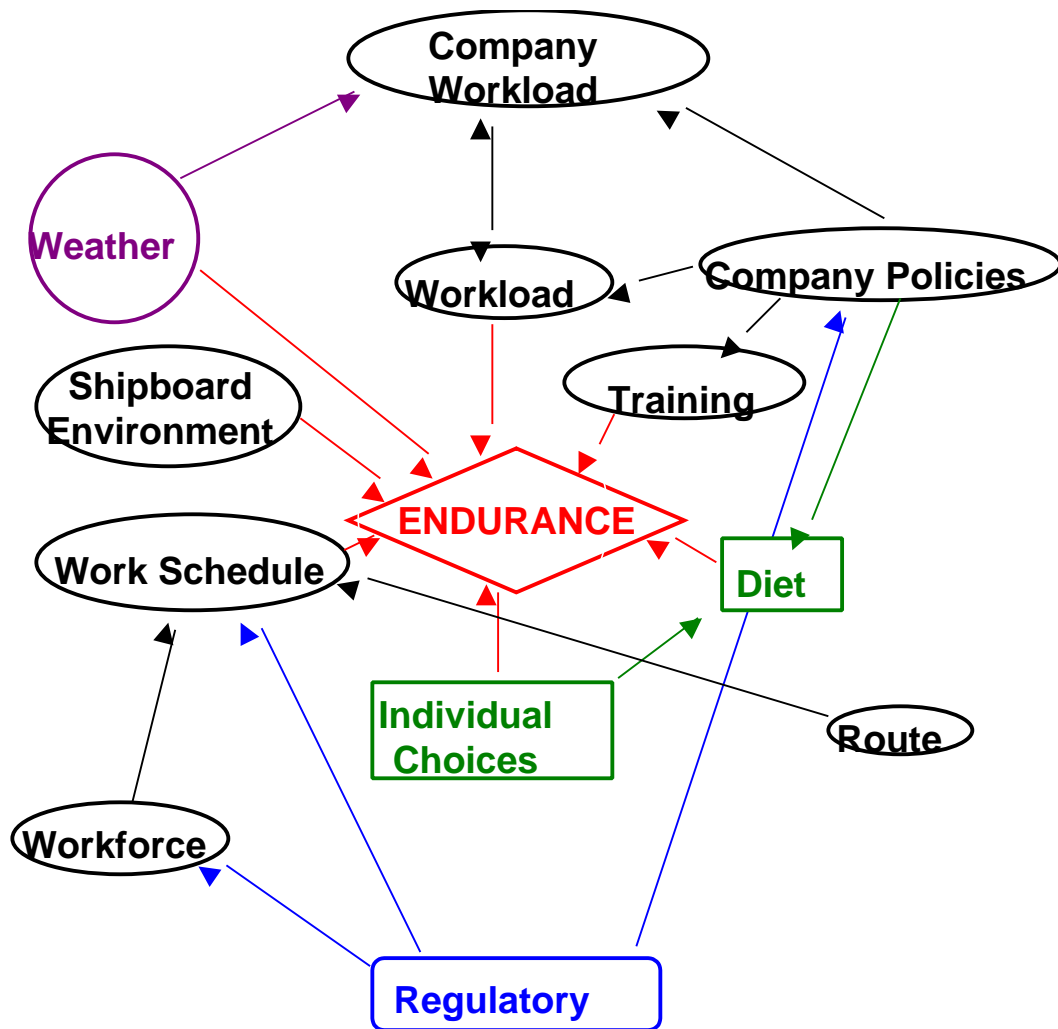 Company
Workload
Weather
Workload
Company Policies
Shipboard
Environment
Training
ENDURANCE
Work Schedule
Diet
Individual
Choices
Route
Workforce
Regulatory